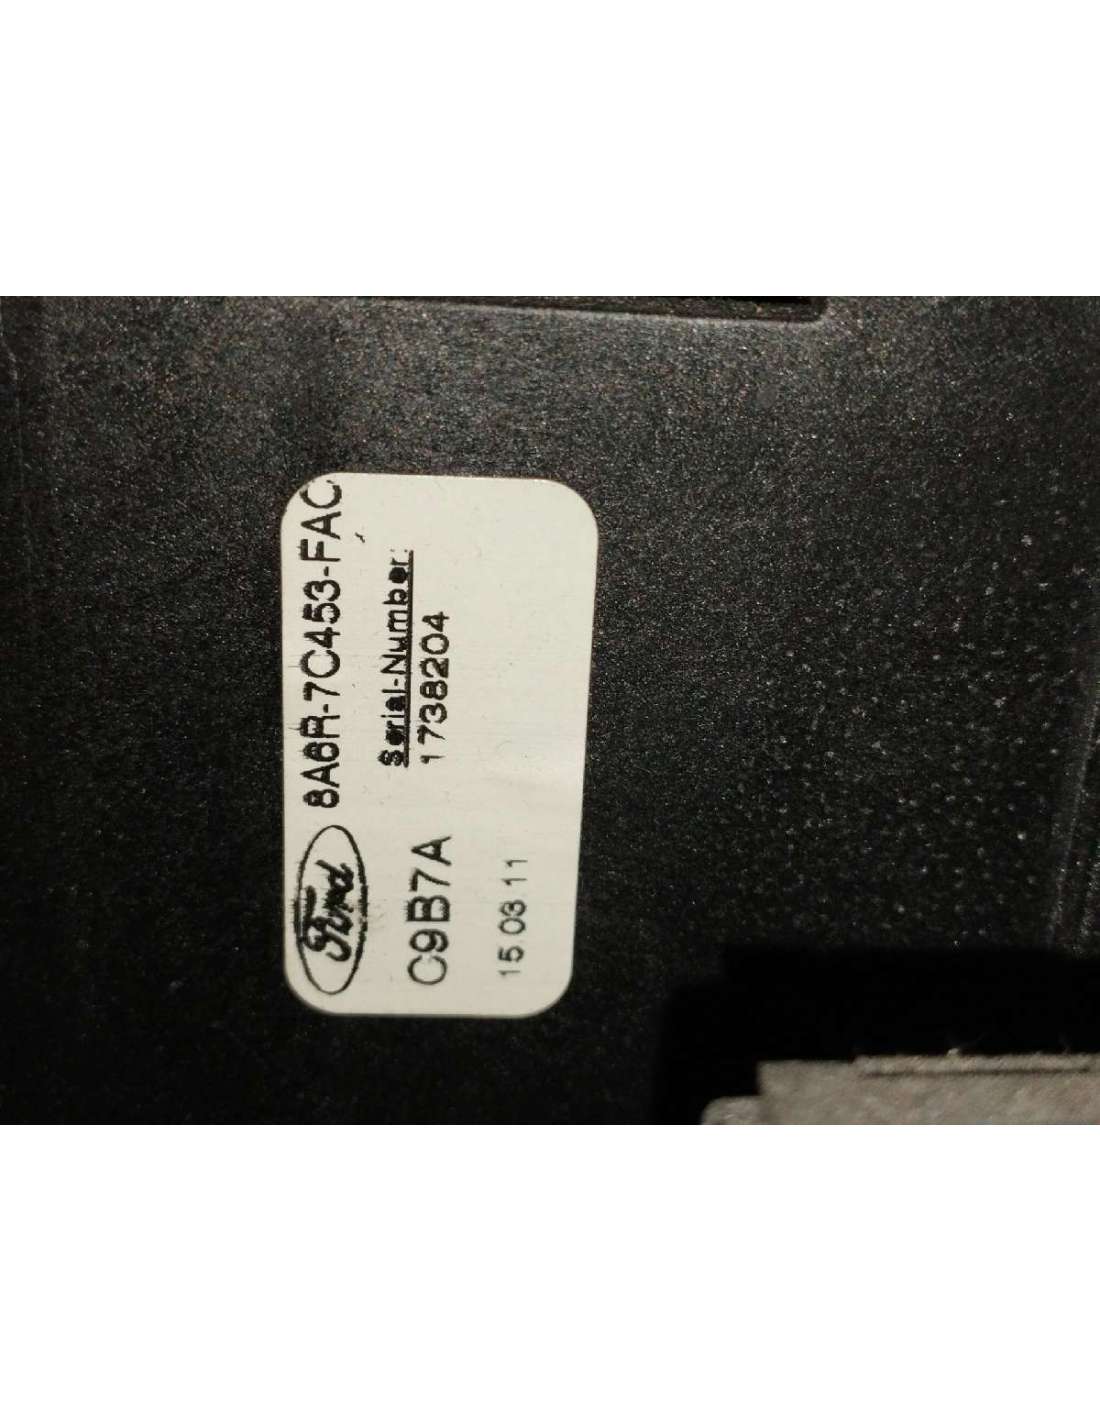 Ford 8A6R-7C453-FAC
Serial-Number:
C9B7A 1738204
15.03.11